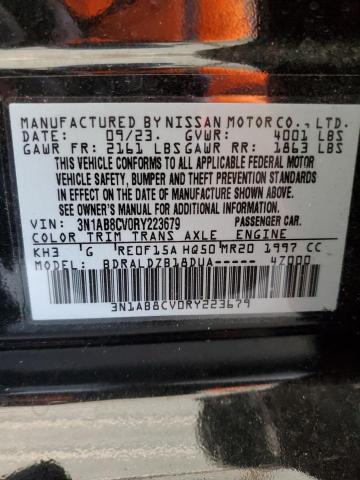 MANUFACTURED BY NISSAN MOTOR CO., LTD.
DATE: 09/23. GVWR: 4001 LBS
GAWR FR: 2161 LBS GAWR RR: 1863 LBS
THIS VEHICLE CONFORMS TO ALL APPLICABLE FEDERAL MOTOR
VEHICLE SAFETY, BUMPER AND THEFT PREVENTION STANDARDS
IN EFFECT ON THE DATE OF MANUFACTURE SHOWN ABOVE.
SEE OWNER'S MANUAL FOR ADDITIONAL INFORMATION.
VIN: 3N1AB8CV0RY223679 PASSENGER CAR.
COLOR TRIM TRANS AXLE ENGINE
KH3 G RE0F15A HG50 MR20 1997 CC
MODEL: BDRALDZB18DUA----- 47000
3N1AB8CV0RY223679